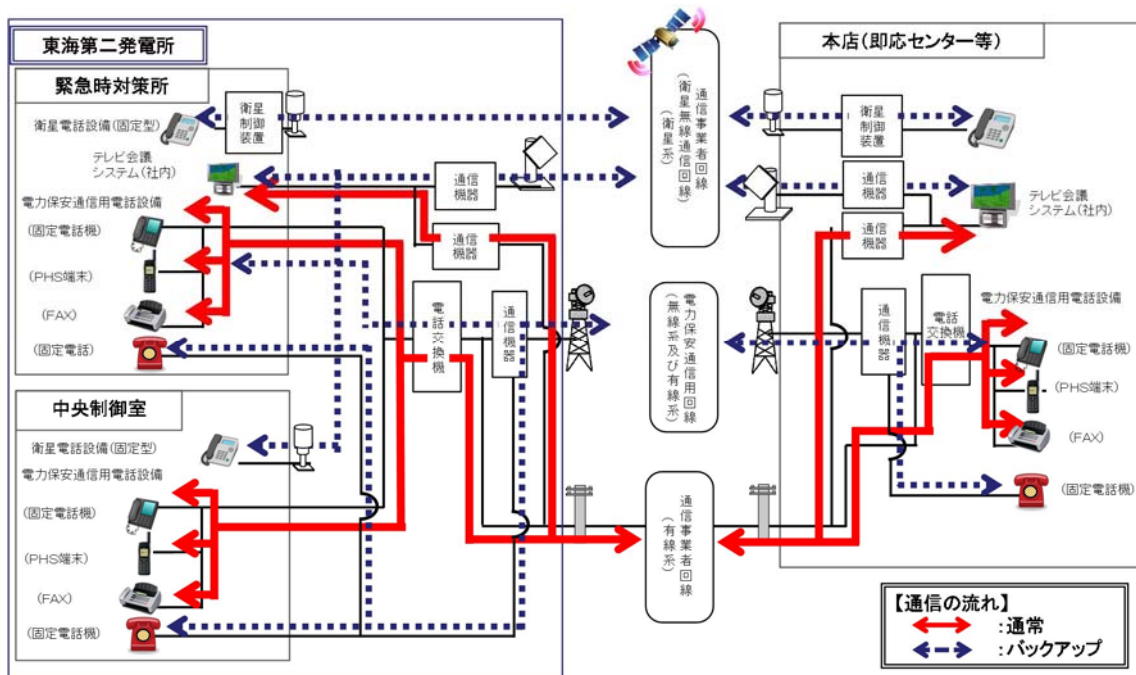 東海第二発電所
緊急時対策所
衛星電話設備(固定型)
衛星
制御
装置
テレビ会議
システム(社内)
通信
機器
電力保安通信用電話設備
(固定電話機)
通信
機器
(PHS端末)
(FAX)
電話交換機
通信機器
(固定電話)
中央制御室
衛星電話設備(固定型)
電力保安通信用電話設備
(固定電話機)
(PHS端末)
(FAX)
(固定電話機)
通信事業者回線
(衛星無線通信回線)
(衛星系)
電力保安通信用回線
(無線系及び有線系)
通信事業者回線
(有線系)
本店(即応センター等)
衛星
制御
装置
通信
機器
テレビ会議
システム(社内)
通信
機器
通信機器
電話交換機
電力保安通信用電話設備
(固定電話機)
(PHS端末)
(FAX)
(固定電話機)
【通信の流れ】
:通常
:バックアップ